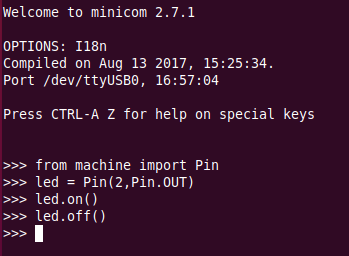 Welcome to minicom 2.7.1
OPTIONS: I18n
Compiled on Aug 13 2017, 15:25:34.
Port /dev/ttyUSB0, 16:57:04
Press CTRL-A Z for help on special keys
>>> from machine import Pin
>>> led = Pin(2,Pin.OUT)
>>> led.on()
>>> led.off()
>>>